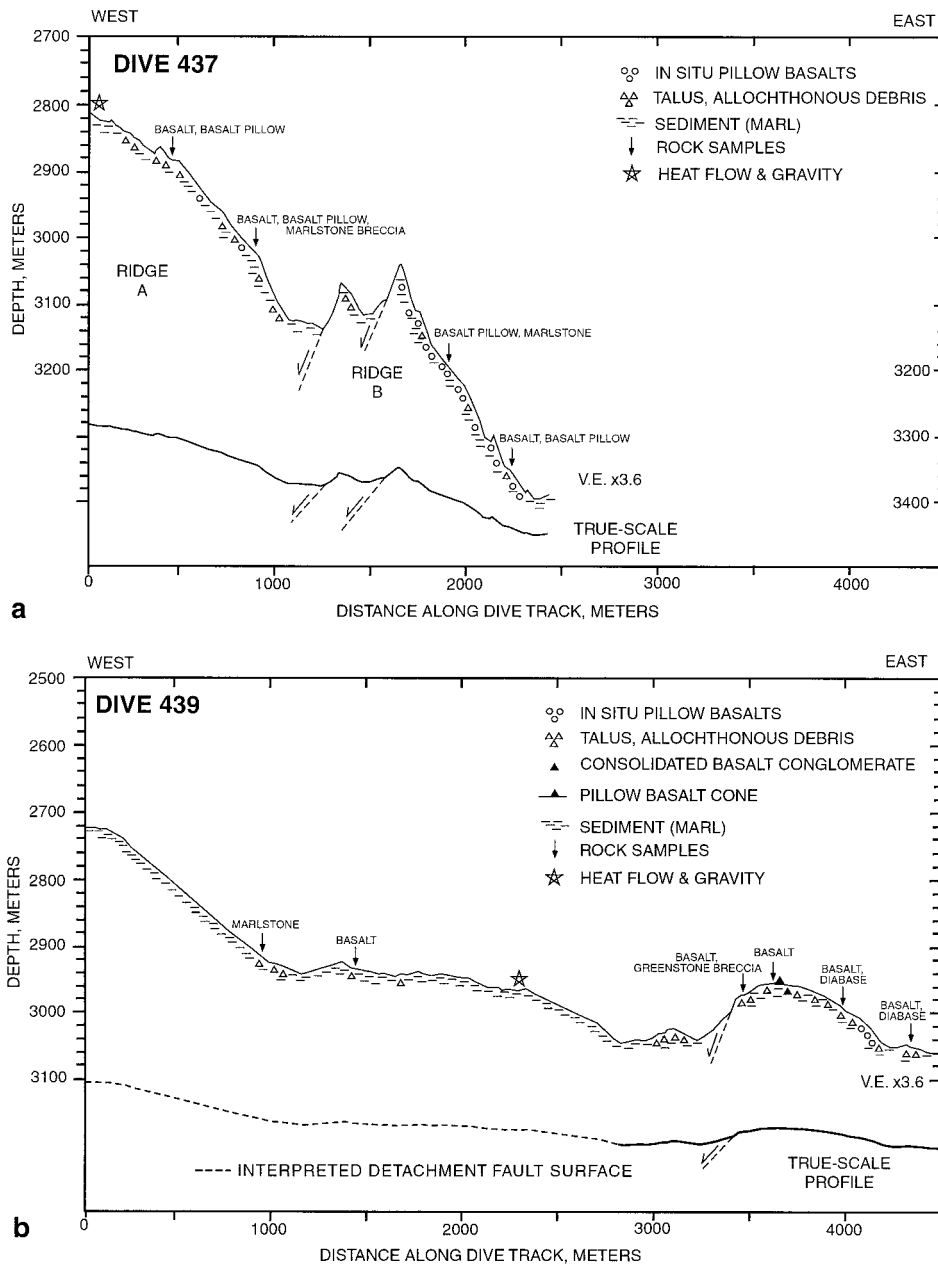 WEST
EAST
2700
DIVE 437
IN SITU PILLOW BASALTS
TALUS, ALLOCHTHONOUS DEBRIS
SEDIMENT (MARL)
ROCK SAMPLES
HEAT FLOW & GRAVITY
2800
BASALT, BASALT PILLOW
2900
BASALT, BASALT PILLOW,
MARLSTONE BRECCIA
3000
RIDGE
A
DEPTH, METERS
3100
BASALT PILLOW, MARLSTONE
3200
RIDGE
B
3200
BASALT, BASALT PILLOW
3300
V.E. x3.6
3400
TRUE-SCALE
PROFILE
0
1000
2000
3000
4000
DISTANCE ALONG DIVE TRACK, METERS
a
WEST
EAST
2500
DIVE 439
IN SITU PILLOW BASALTS
TALUS, ALLOCHTHONOUS DEBRIS
CONSOLIDATED BASALT CONGLOMERATE
PILLOW BASALT CONE
SEDIMENT (MARL)
ROCK SAMPLES
HEAT FLOW & GRAVITY
2600
2700
2800
DEPTH, METERS
MARLSTONE
BASALT
2900
BASALT,
GREENSTONE BRECCIA
BASALT
BASALT,
DIABASE
BASALT,
DIABASE
3000
3100
V.E. x3.6
INTERPRETED DETACHMENT FAULT SURFACE
TRUE-SCALE
PROFILE
0
1000
2000
3000
4000
DISTANCE ALONG DIVE TRACK, METERS
b